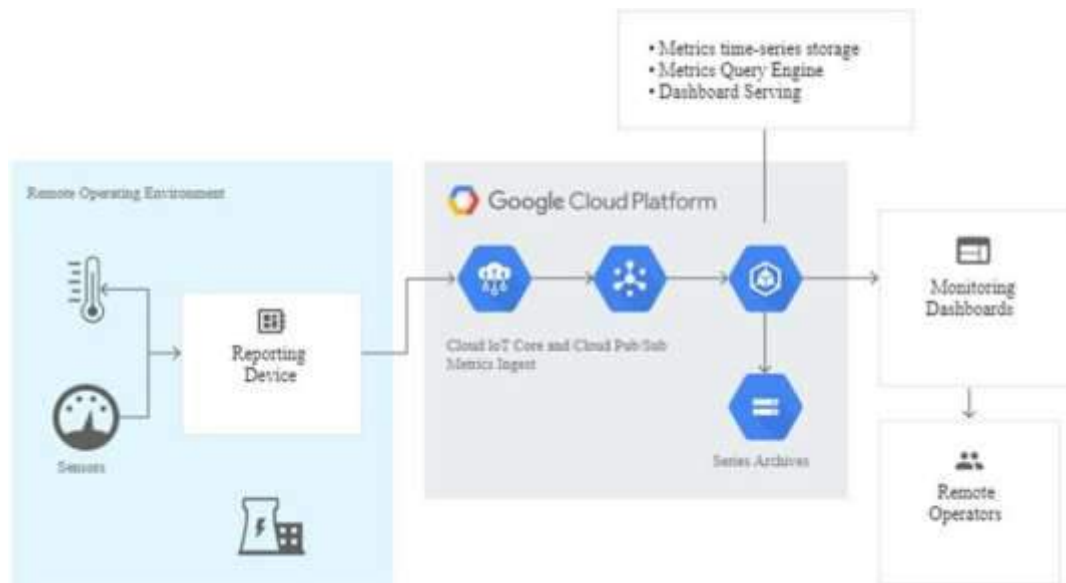 • Metrics time-series storage
• Metrics Query Engine
• Dashboard Serving
Remote Operating Environment
Google Cloud Platform
Reporting
Device
Sensors
Cloud IoT Core and Cloud Pub/Sub
Metrics Ingest
Series Archives
Monitoring
Dashboards
Remote
Operators